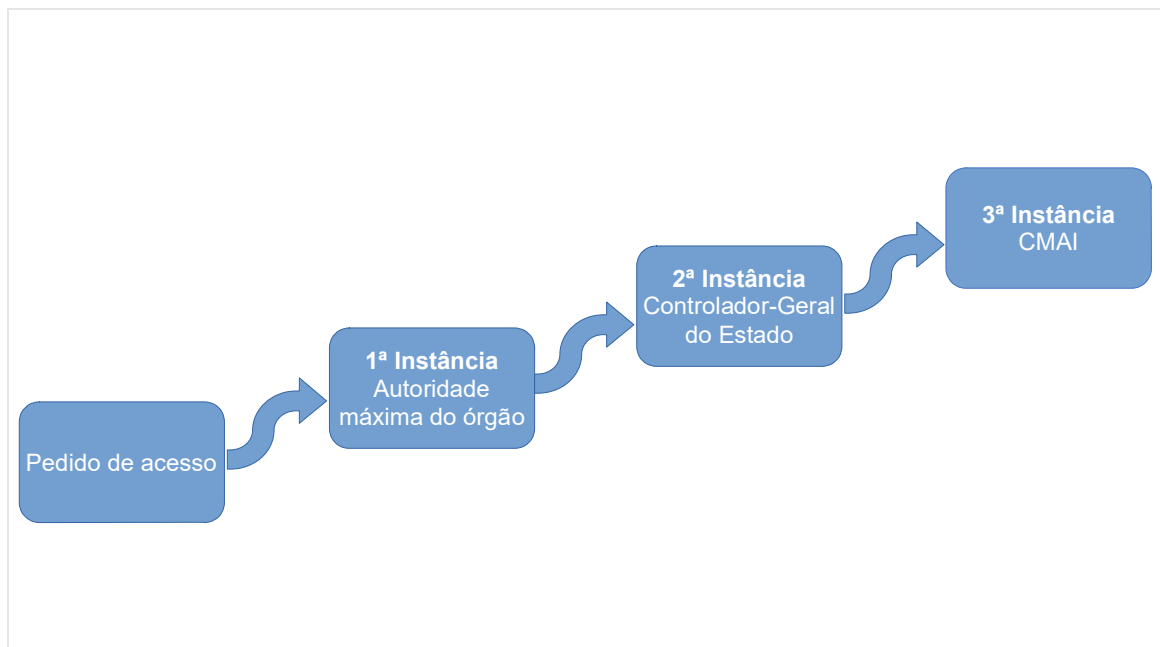 Pedido de acesso
1ª Instância
Autoridade
máxima do órgão
2ª Instância
Controlador-Geral
do Estado
3ª Instância
CMAI